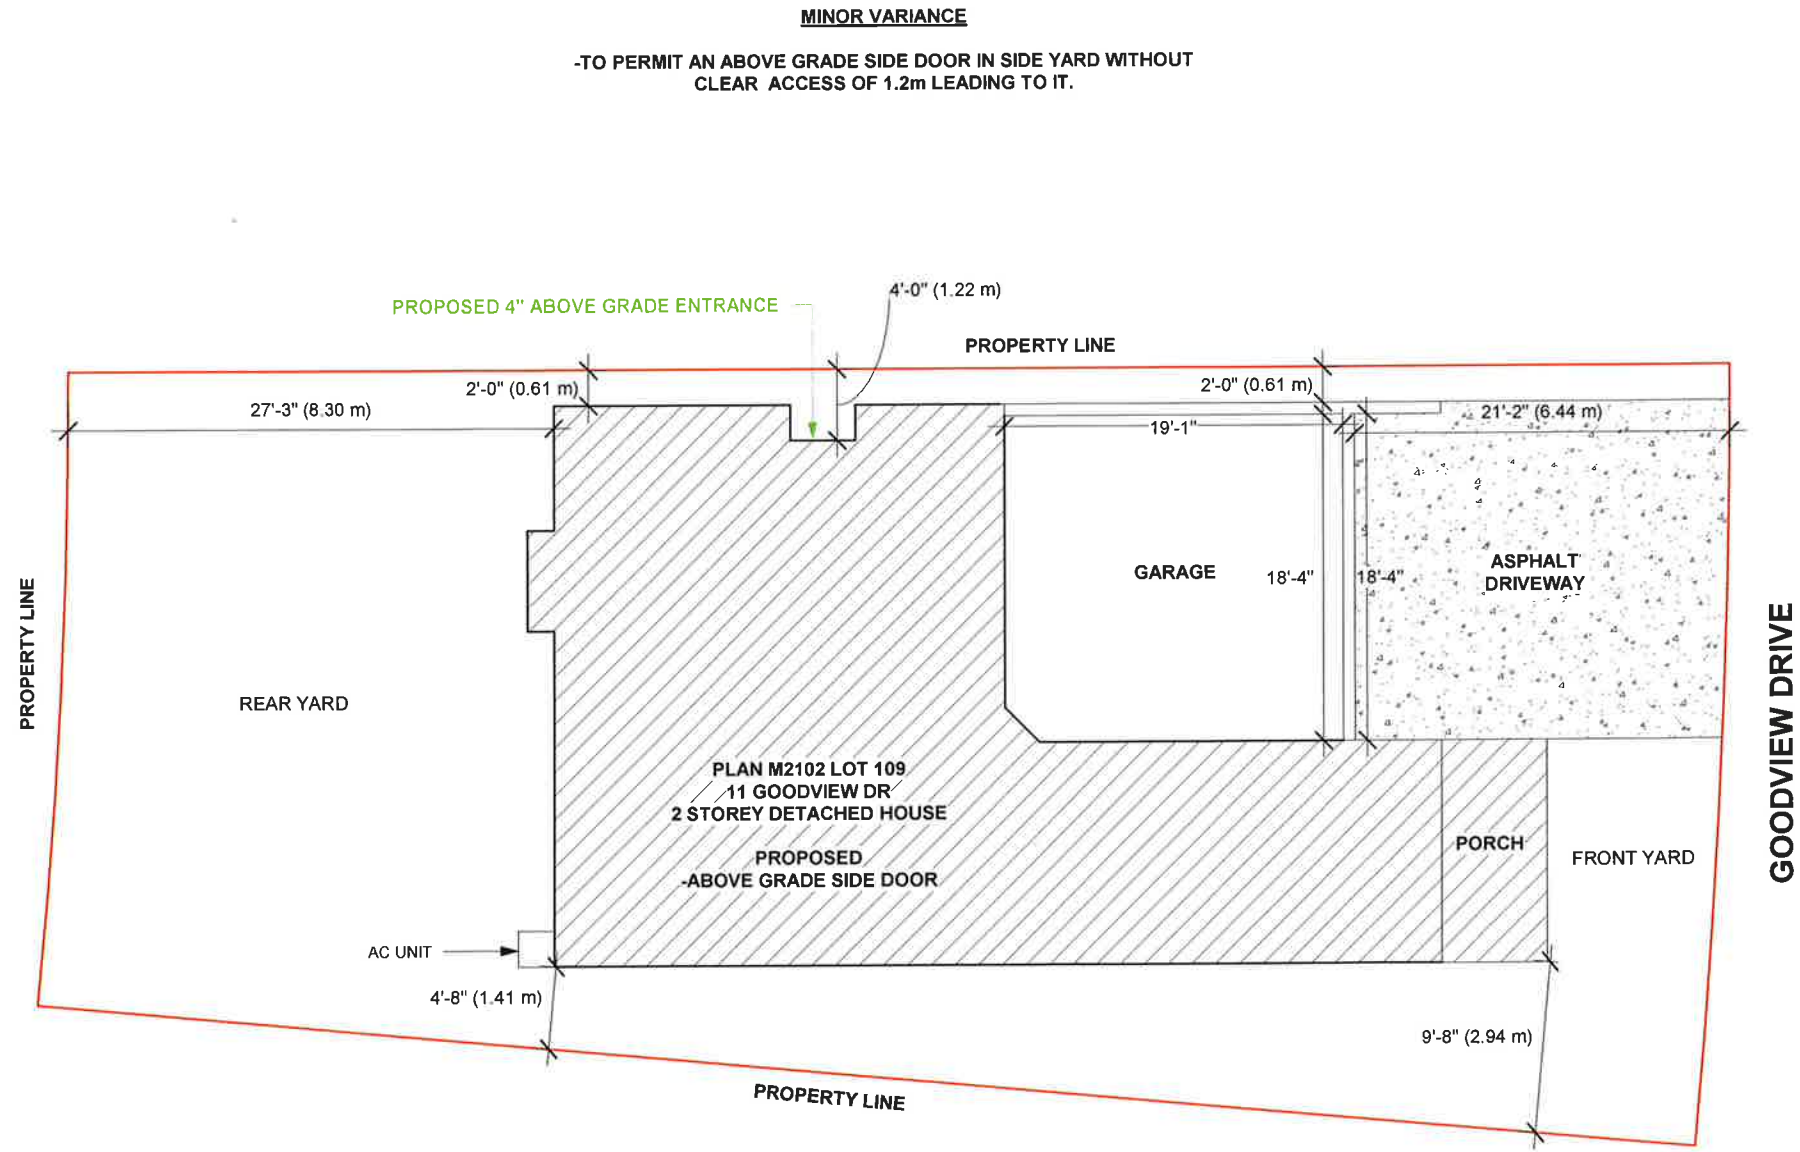 MINOR VARIANCE
-TO PERMIT AN ABOVE GRADE SIDE DOOR IN SIDE YARD WITHOUT
CLEAR ACCESS OF 1.2m LEADING TO IT.
4'-0" (1.22 m)
PROPOSED 4" ABOVE GRADE ENTRANCE
PROPERTY LINE
2'-0" (0.61 m)
2'-0" (0.61 m)
27'-3" (8.30 m)
21'-2" (6.44 m)
19'-1"
GARAGE
18'-4"
18'-4"
ASPHALT
DRIVEWAY
PROPERTY LINE
GOODVIEW DRIVE
REAR YARD
PLAN M2102 LOT 109
11 GOODVIEW DR
2 STOREY DETACHED HOUSE
PROPOSED
-ABOVE GRADE SIDE DOOR
PORCH
FRONT YARD
AC UNIT
4'-8" (1.41 m)
9'-8" (2.94 m)
PROPERTY LINE